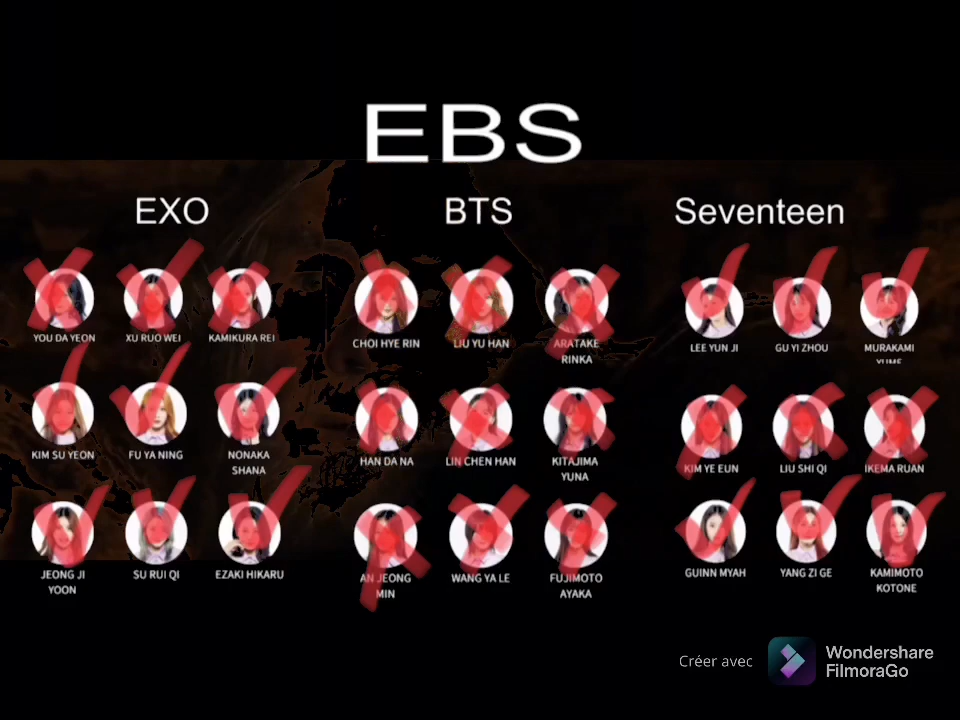 EBS
EXO
BTS
Seventeen
YOU DA YEON
XU RUO WEI
KAMIKURA REI
CHOI HYE RIN
LIU YU HAN
ARATAKE
RINKA
LEE YUN JI
GU YI ZHOU
MURAKAMI
YUME
KIM SU YEON
FU YA NING
NONAKA
SHANA
HAN DA NA
LIN CHEN HAN
KITAJIMA
YUNA
KIM YE EUN
LIU SHI QI
IKEMA RUAN
JEONG JI
YOON
SU RUI QI
EZAKI HIKARU
AN JEONG
MIN
WANG YA LE
FUJIMOTO
AYAKA
GUINN MYAH
YANG ZI GE
KAMIMOTO
KOTONE
Créer avec
Wondershare
FilmoraGo